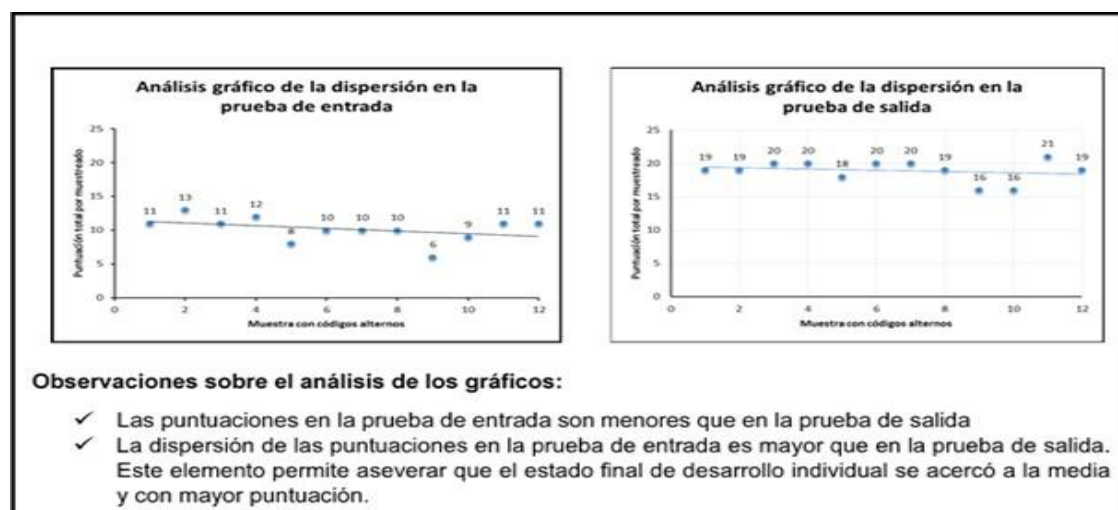 Análisis gráfico de la dispersión en la
prueba de entrada
25
20
15
10
5
0
11
13
11
12
8
10
10
10
6
9
11
11
0 2 4 6 8 10 12
Puntuación total por muestreado
Muestra con códigos alternos
Análisis gráfico de la dispersión en la
prueba de salida
25
20
15
10
5
0
19
19
20
20
18
20
20
19
16
16
21
19
0 2 4 6 8 10 12
Puntuación total por muestreado
Muestra con códigos alternos
Observaciones sobre el análisis de los gráficos:
✓ Las puntuaciones en la prueba de entrada son menores que en la prueba de salida
✓ La dispersión de las puntuaciones en la prueba de entrada es mayor que en la prueba de salida.
Este elemento permite aseverar que el estado final de desarrollo individual se acercó a la media
y con mayor puntuación.